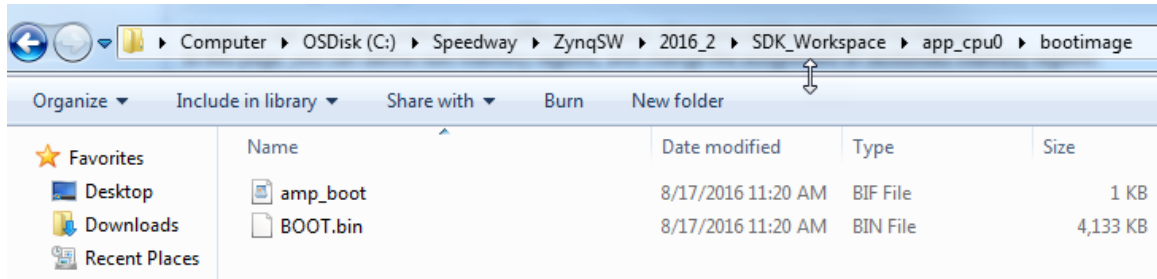 Computer ▸ OSDisk (C:) ▸ Speedway ▸ ZynqSW ▸ 2016_2 ▸ SDK_Workspace ▸ app_cpu0 ▸ bootimage
Organize Include in library Share with Burn New folder
Favorites
Desktop
Downloads
Recent Places
Name Date modified Type Size
amp_boot 8/17/2016 11:20 AM BIF File 1 KB
BOOT.bin 8/17/2016 11:20 AM BIN File 4,133 KB